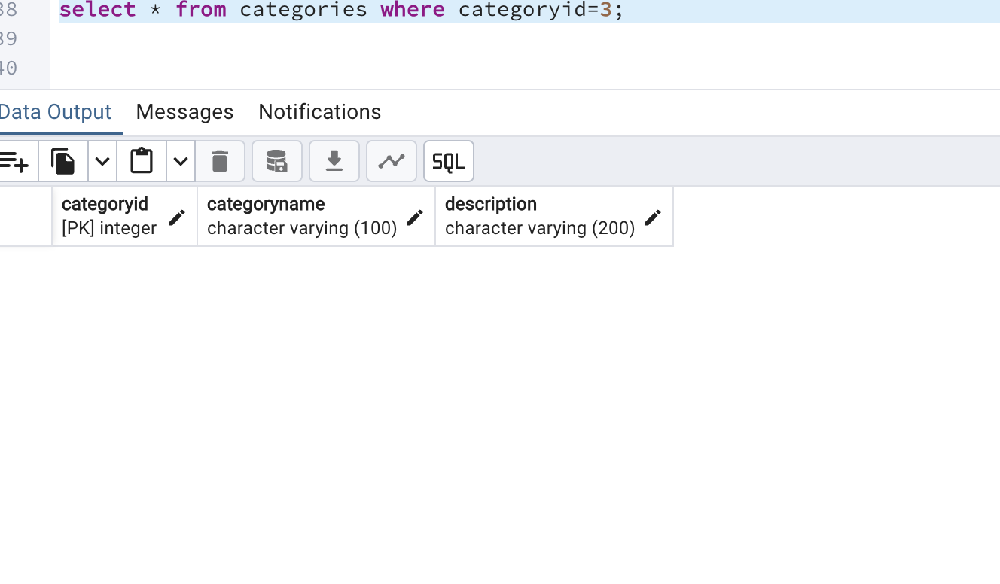 38 select * from categories where categoryid=3;
39
40
Data Output Messages Notifications
SQL
categoryid categoryname description
[PK] integer character varying (100) character varying (200)